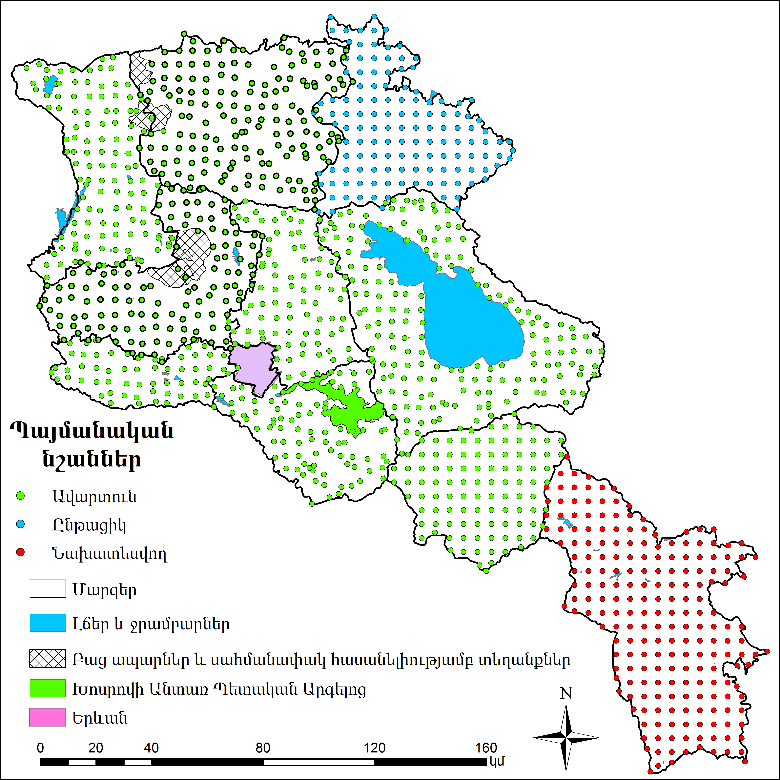 Պայմանական
նշաններ
Ավարտուն
Ընթացիկ
Նախատեսվող
Մարզեր
Լճեր և ջրամբարներ
Բաց ապարներ և սահմանափակ հասանելիությամբ տեղանքներ
Խոսրովի Անտառ Պետական Արգելոց
Երևան
N
0 20 40 80 120 160
կմ